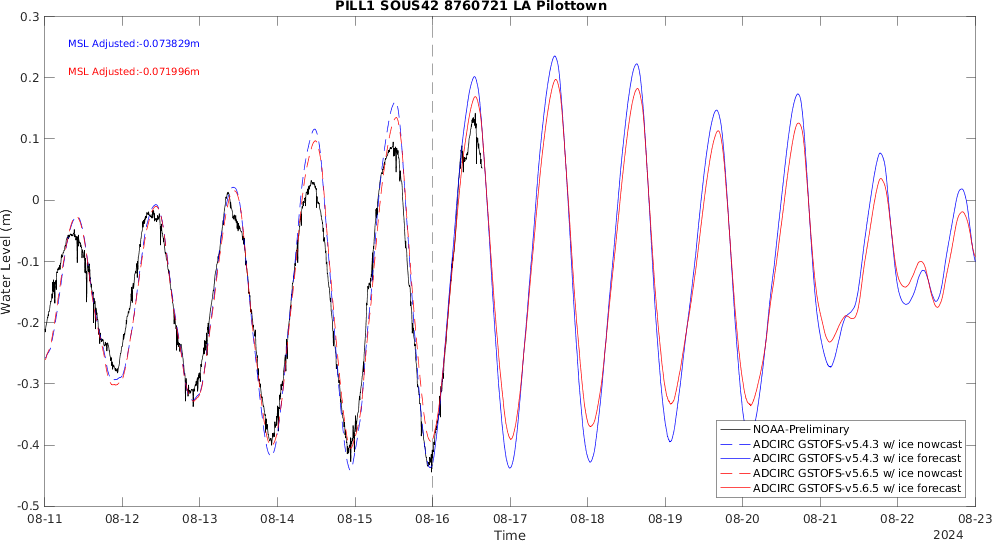 PILL1 SOUS42 8760721 LA Pilottown
MSL Adjusted:-0.073829m
MSL Adjusted:-0.071996m
Water Level (m)
0.3
0.2
0.1
0
-0.1
-0.2
-0.3
-0.4
-0.5
NOAA-Preliminary
ADCIRC GSTOFS-v5.4.3 w/ ice nowcast
ADCIRC GSTOFS-v5.4.3 w/ ice forecast
ADCIRC GSTOFS-v5.6.5 w/ ice nowcast
ADCIRC GSTOFS-v5.6.5 w/ ice forecast
08-11 08-12 08-13 08-14 08-15 08-16 08-17 08-18 08-19 08-20 08-21 08-22 08-23
Time
2024